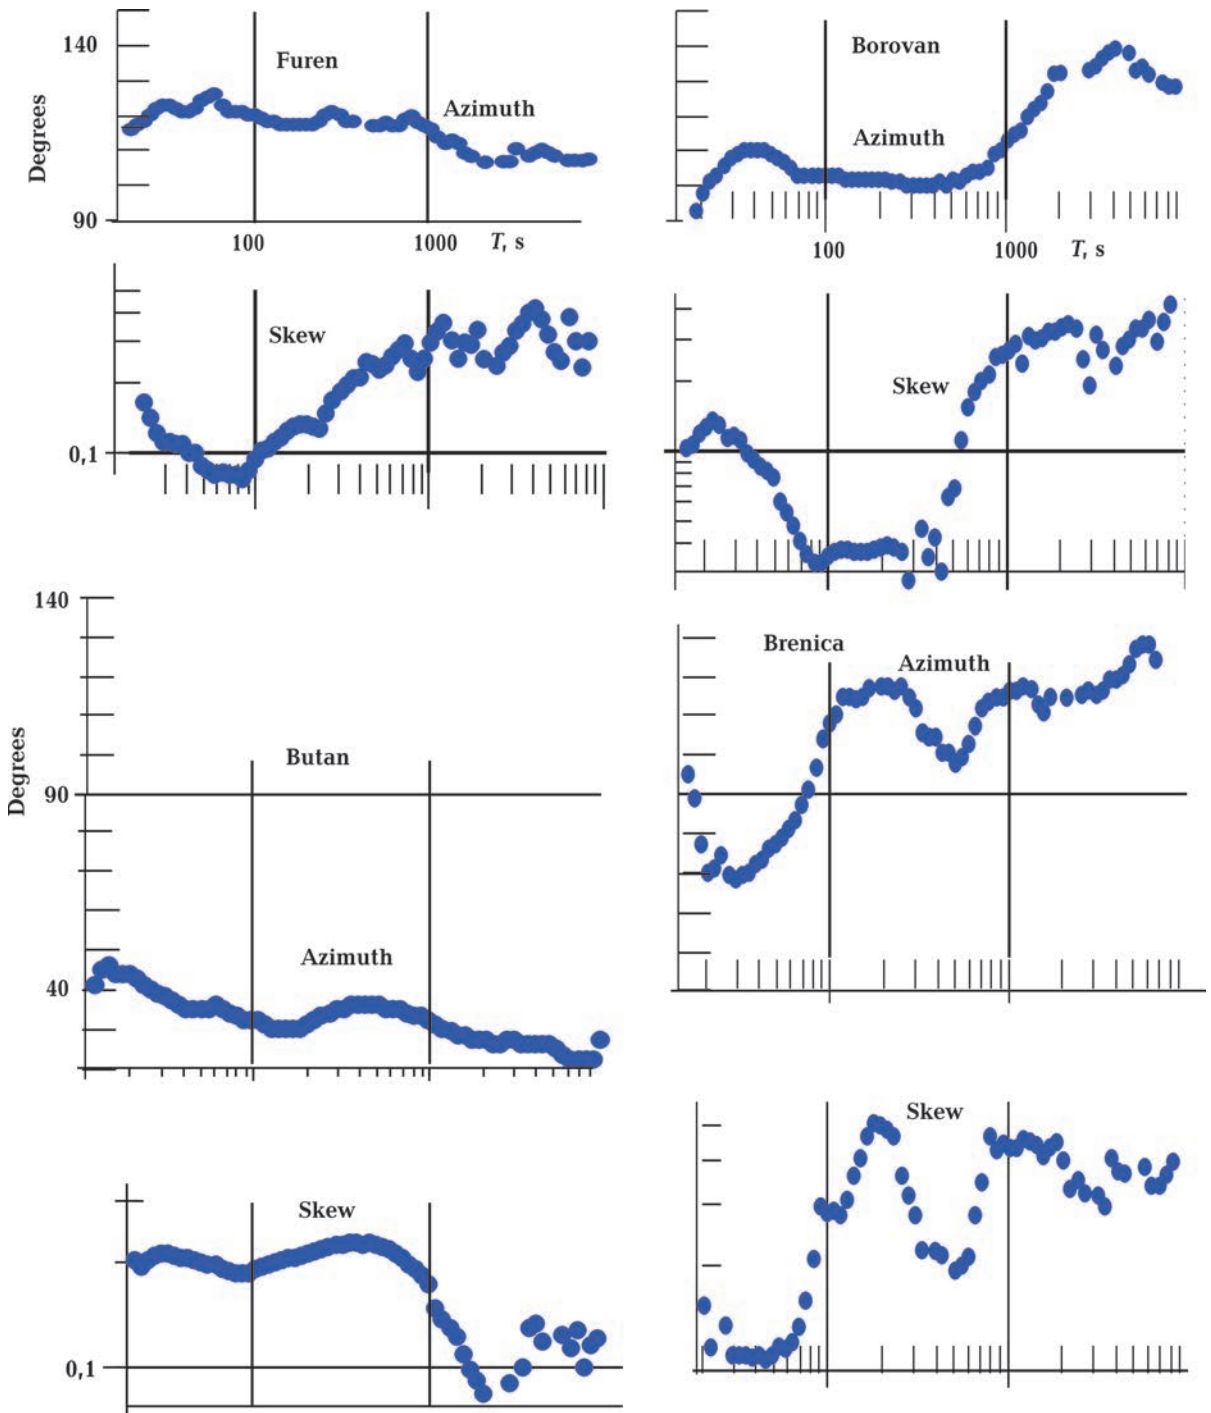 140
Furen
Azimuth
Degrees
90
100
1000
T, s
Borovan
Azimuth
100
1000
T, s
Skew
0,1
Skew
140
Butan
Degrees
90
Azimuth
40
Brenica
Azimuth
Skew
0,1
Skew